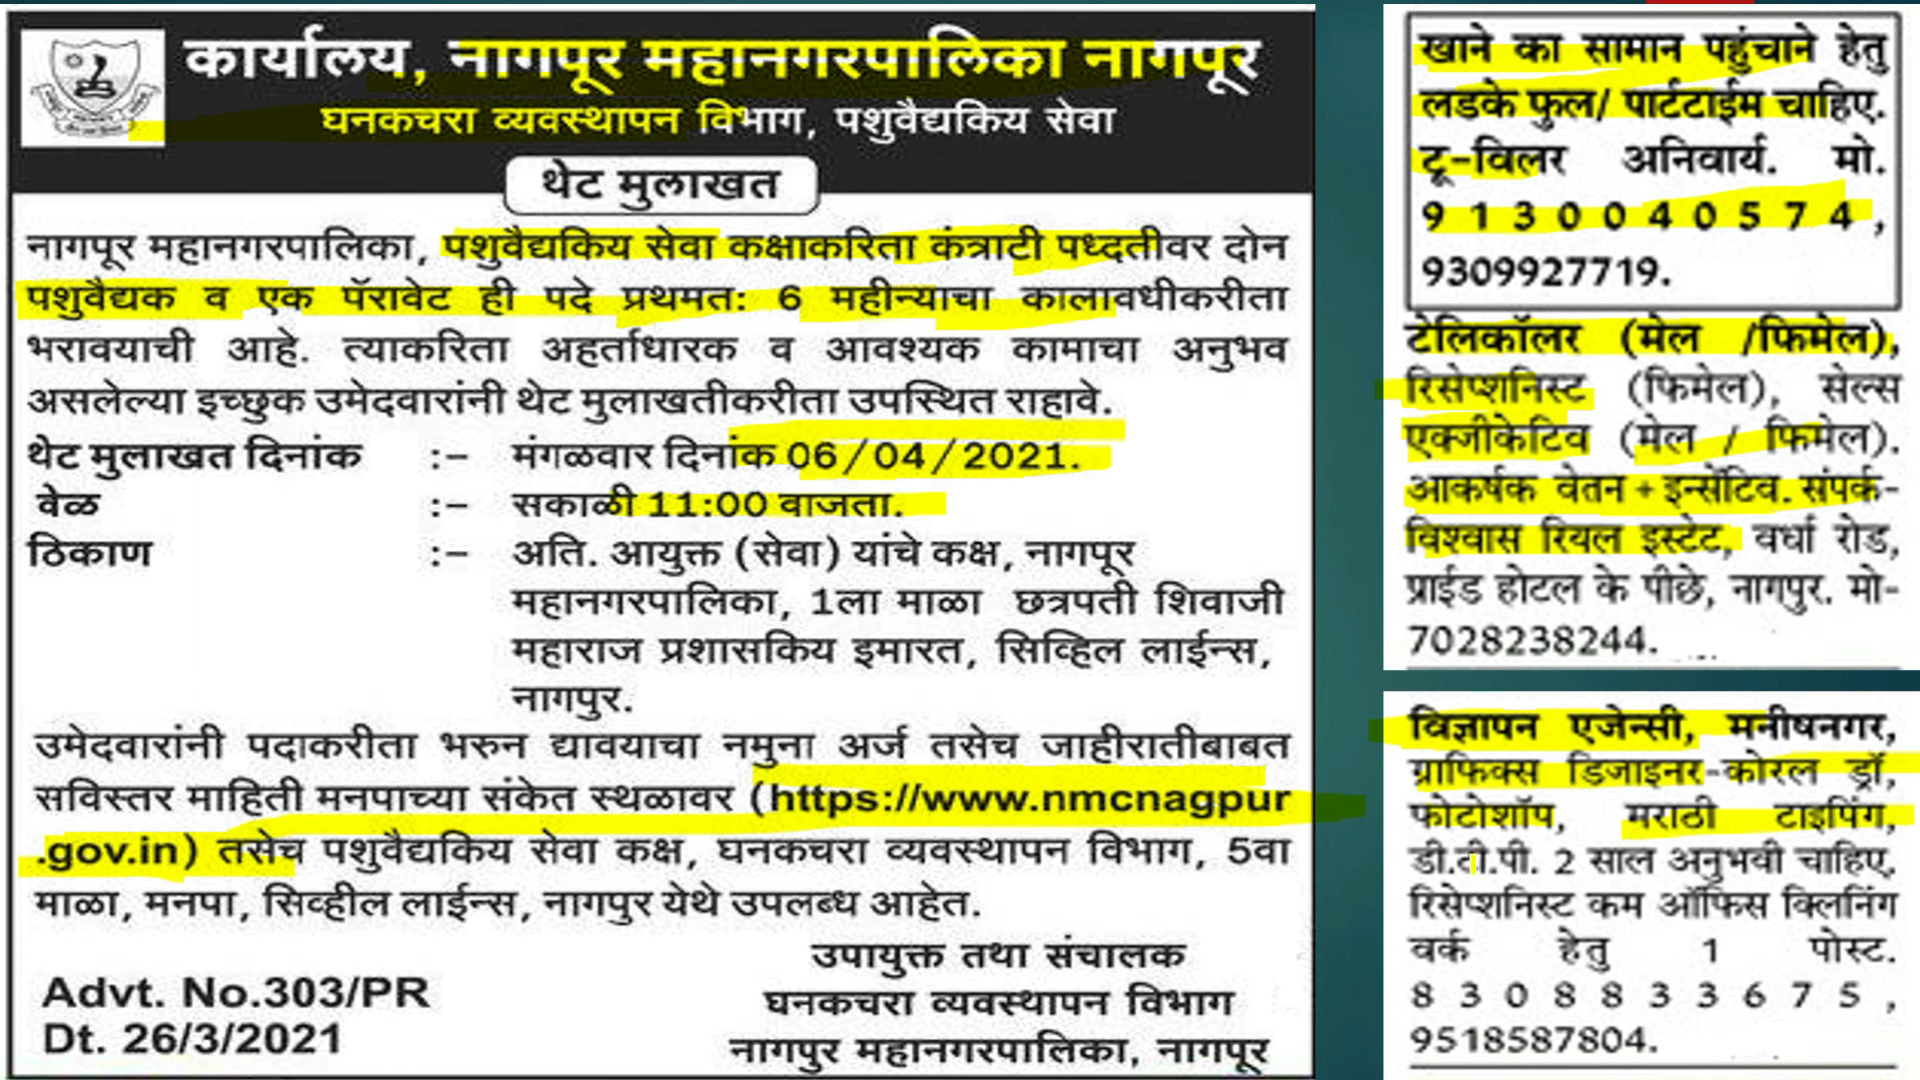 कार्यालय, नागपूर महानगरपालिका नागपूर
घनकचरा व्यवस्थापन विभाग, पशुवैद्यकिय सेवा
थेट मुलाखत
नागपूर महानगरपालिका, पशुवैद्यकिय सेवा कक्षाकरिता कंत्राटी पध्दतीवर दोन
पशुवैद्यक व एक पॅरावेट ही पदे प्रथमत: 6 महीन्याचा कालावधीकरीता
भरावयाची आहे. त्याकरिता अहर्ताधारक व आवश्यक कामाचा अनुभव
असलेल्या इच्छुक उमेदवारांनी थेट मुलाखतीकरीता उपस्थित राहावे.
थेट मुलाखत दिनांक :– मंगळवार दिनांक 06/04/2021.
वेळ :– सकाळी 11:00 वाजता.
ठिकाण :– अति. आयुक्त (सेवा) यांचे कक्ष, नागपूर
महानगरपालिका, 1ला माळा छत्रपती शिवाजी
महाराज प्रशासकिय इमारत, सिव्हिल लाईन्स,
नागपुर.
उमेदवारांनी पदाकरीता भरुन द्यावयाचा नमुना अर्ज तसेच जाहीरातीबाबत
सविस्तर माहिती मनपाच्या संकेत स्थळावर (https://www.nmcnagpur
.gov.in) तसेच पशुवैद्यकिय सेवा कक्ष, घनकचरा व्यवस्थापन विभाग, 5वा
माळा, मनपा, सिव्हील लाईन्स, नागपुर येथे उपलब्ध आहेत.
उपायुक्त तथा संचालक
घनकचरा व्यवस्थापन विभाग
नागपुर महानगरपालिका, नागपूर
Advt. No.303/PR
Dt. 26/3/2021
खाने का सामान पहुंचाने हेतु
लडके फुल/ पार्टटाईम चाहिए.
टू–विलर अनिवार्य. मो.
9130040574,
9309927719.
टेलिकॉलर (मेल /फिमेल),
रिसेप्शनिस्ट (फिमेल), सेल्स
एक्जीकेटिव (मेल / फिमेल).
आकर्षक वेतन + इन्सेंटिव. संपर्क-
विश्वास रियल इस्टेट, वर्धा रोड,
प्राईड होटल के पीछे, नागपुर. मो-
7028238244.
विज्ञापन एजेन्सी, मनीषनगर,
ग्राफिक्स डिजाइनर-कोरल ड्रॉ,
फोटोशॉप, मराठी टाइपिंग,
डी.टी.पी. 2 साल अनुभवी चाहिए.
रिसेप्शनिस्ट कम ऑफिस क्लिनिंग
वर्क हेतु 1 पोस्ट.
8308833675,
9518587804.